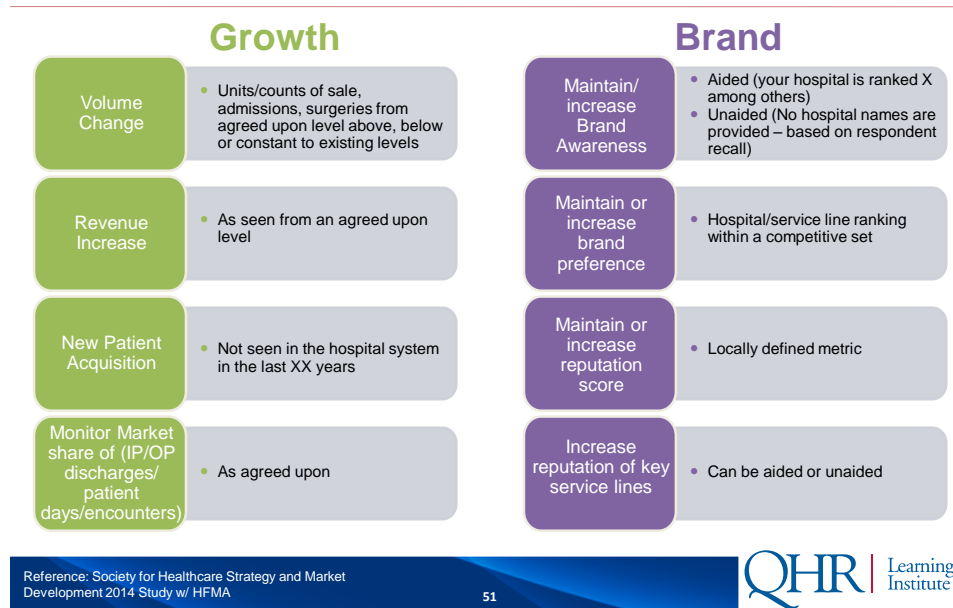 Growth
Volume
Change
• Units/counts of sale,
admissions, surgeries from
agreed upon level above, below
or constant to existing levels
Revenue
Increase
• As seen from an agreed upon
level
New Patient
Acquisition
• Not seen in the hospital system
in the last XX years
Monitor Market
share of (IP/OP
discharges/
patient
days/encounters)
• As agreed upon
Brand
Maintain/
increase
Brand
Awareness
• Aided (your hospital is ranked X
among others)
• Unaided (No hospital names are
provided – based on respondent
recall)
Maintain or
increase
brand
preference
• Hospital/service line ranking
within a competitive set
Maintain or
increase
reputation
score
• Locally defined metric
Increase
reputation of key
service lines
• Can be aided or unaided
Reference: Society for Healthcare Strategy and Market
Development 2014 Study w/ HFMA
51
QHR Learning
Institute